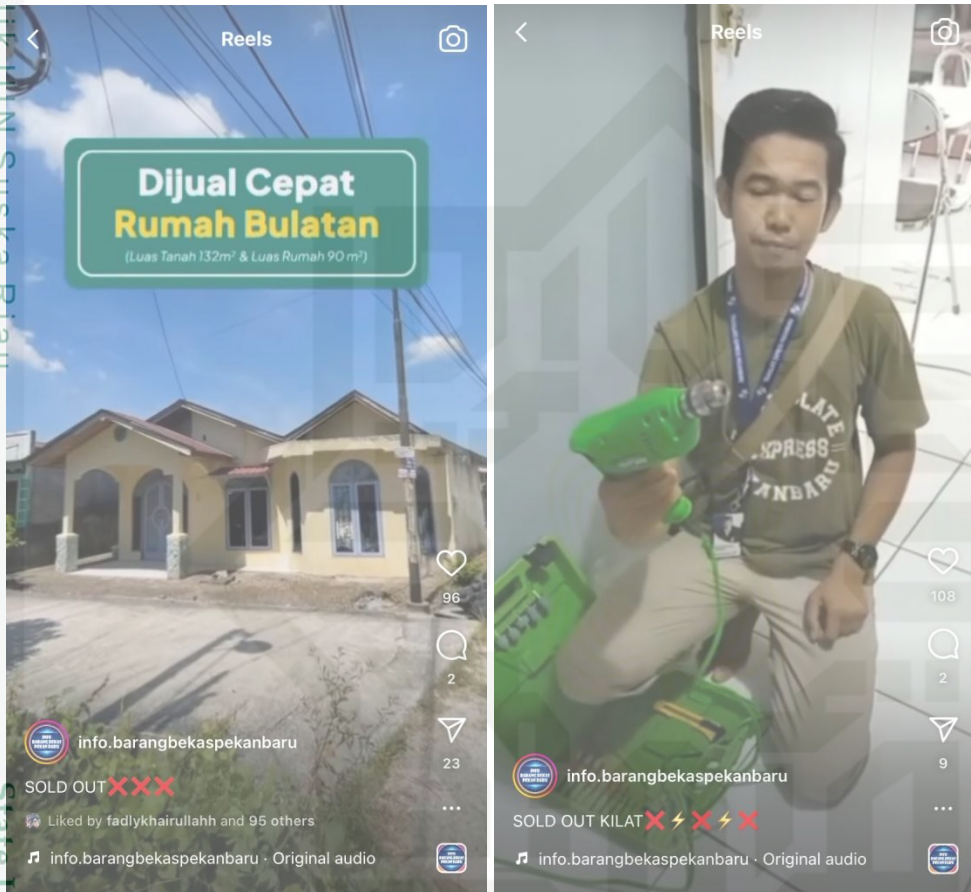 Reels
Dijual Cepat
Rumah Bulatan
(Luas Tanah 132m² & Luas Rumah 90 m²)
96
2
23
info.barangbekaspekanbaru
SOLD OUT❌❌❌
Liked by fadlykhairullahh and 95 others
info.barangbekaspekanbaru · Original audio
Reels
EXPRESS
108
2
9
info.barangbekaspekanbaru
SOLD OUT KILAT❌⚡❌⚡❌
info.barangbekaspekanbaru · Original audio